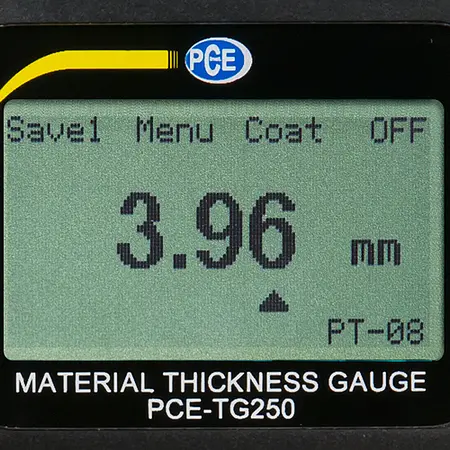 PCE
Save1 Menu Coat OFF
3.96 mm
PT-08
MATERIAL THICKNESS GAUGE
PCE-TG250